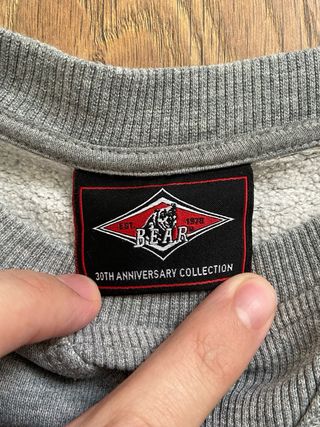 EST. 1978
B.E.A.R
30TH ANNIVERSARY COLLECTION